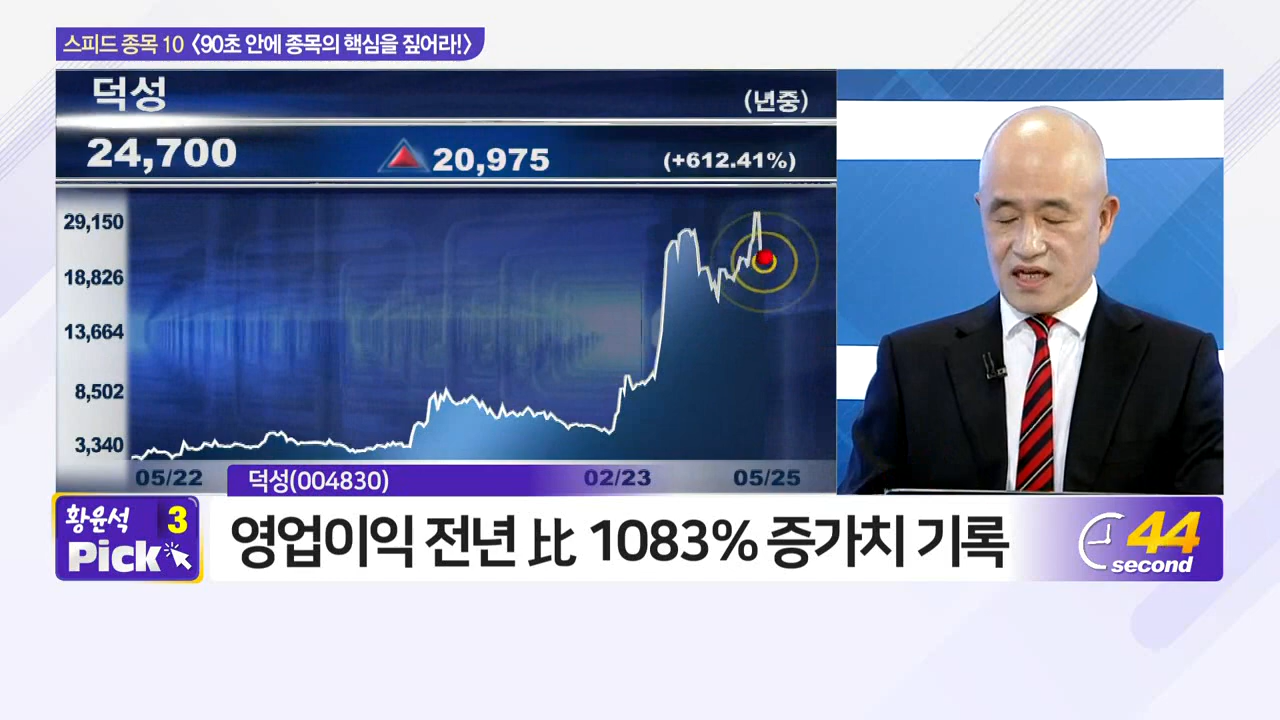 스피드 종목 10 <90초 안에 종목의 핵심을 짚어라!>
덕성 (년중)
24,700 ▲ 20,975 (+612.41%)
29,150
18,826
13,664
8,502
3,340
05/22 02/23 05/25
덕성(004830)
황윤석 3
Pick
영업이익 전년 比 1083% 증가치 기록
44
second